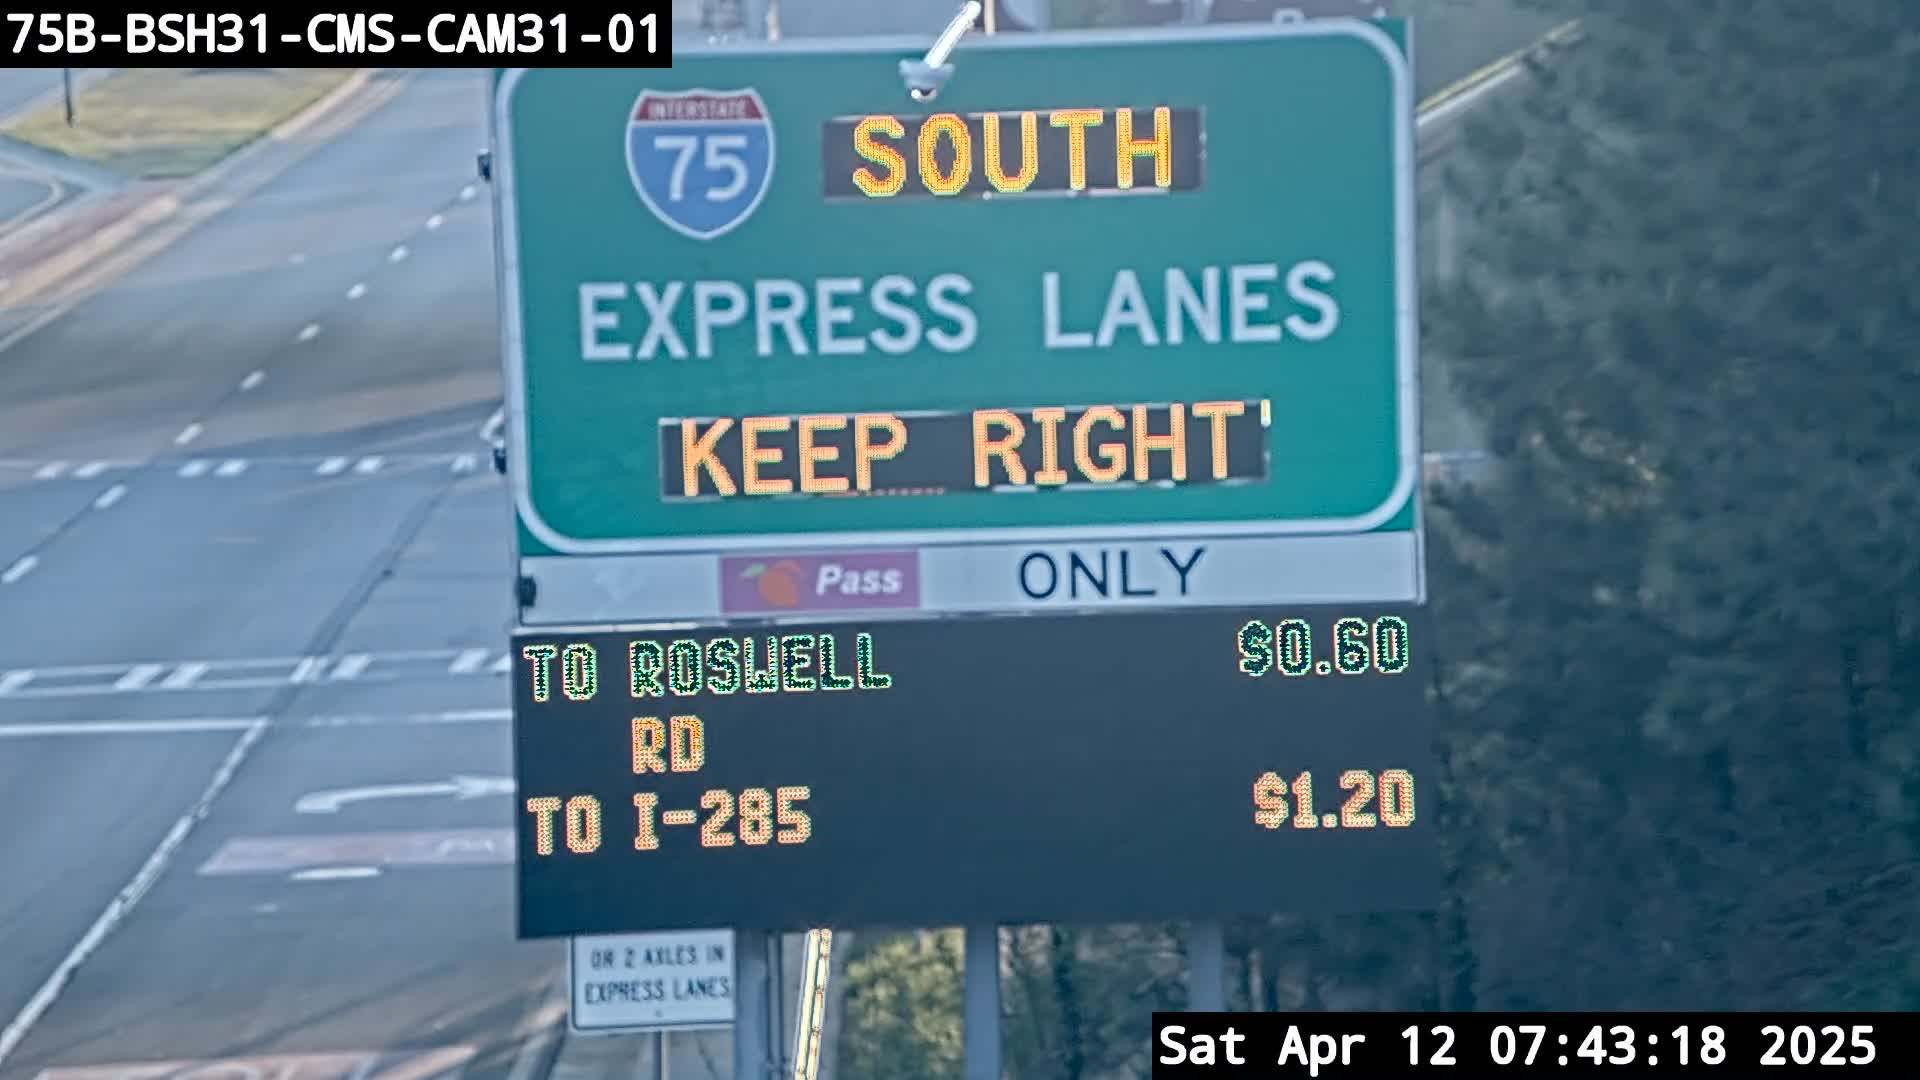 75B-BSH31-CMS-CAM31-01
INTERSTATE
75
SOUTH
EXPRESS LANES
KEEP RIGHT
Pass ONLY
TO ROSWELL $0.60
RD
TO I-285 $1.20
OR 2 AXLES IN
EXPRESS LANES
Sat Apr 12 07:43:18 2025